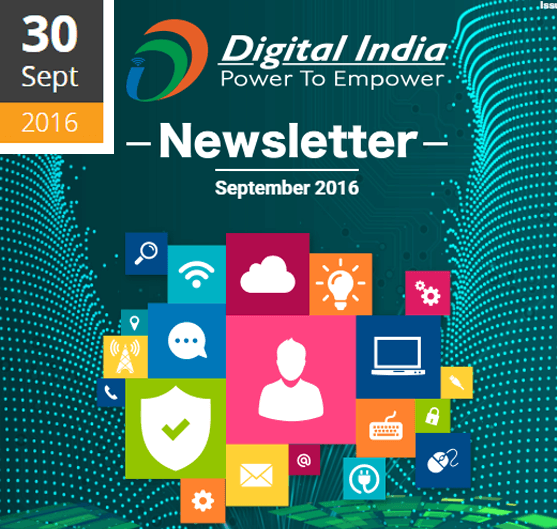 30
Sept
2016
Digital India
Power To Empower
Newsletter
September 2016
@